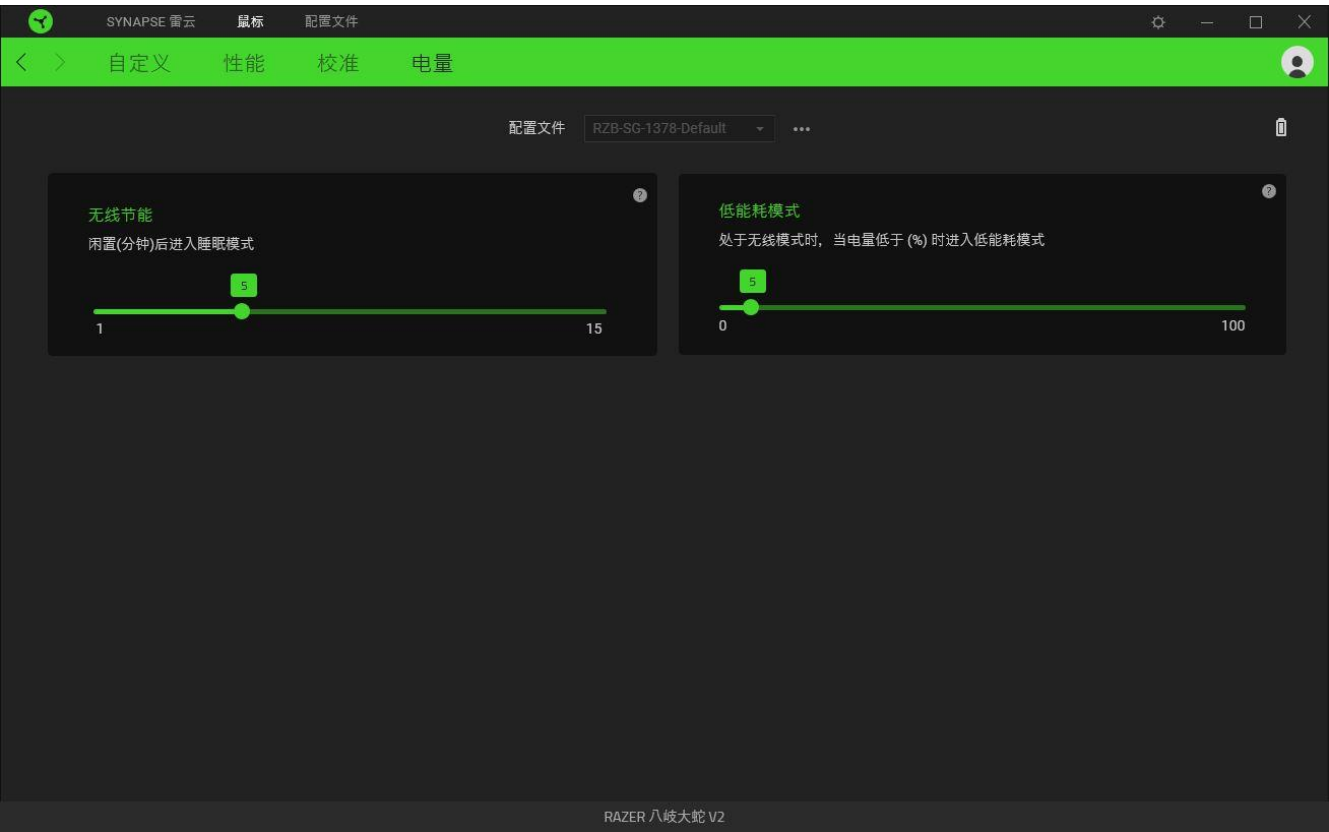 SYNAPSE 雷云 鼠标 配置文件
自定义 性能 校准 电量
配置文件 RZB-SG-1378-Default
无线节能
闲置(分钟)后进入睡眠模式
5
1 15
低能耗模式
处于无线模式时，当电量低于 (%) 时进入低能耗模式
5
0 100
RAZER 八岐大蛇 V2